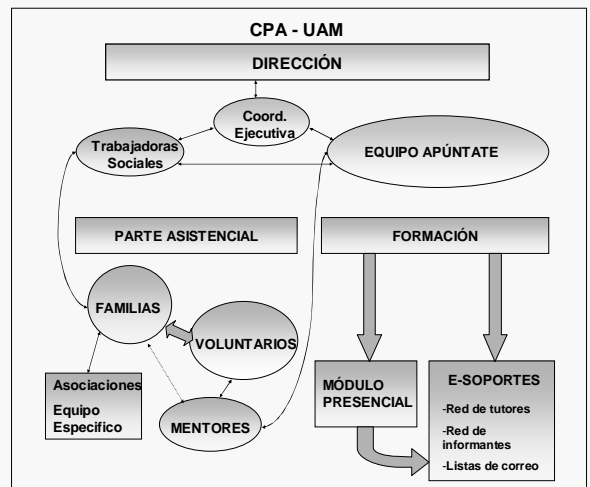 CPA - UAM
DIRECCIÓN
Coord.
Ejecutiva
Trabajadoras
Sociales
EQUIPO APÚNTATE
PARTE ASISTENCIAL
FORMACIÓN
FAMILIAS
VOLUNTARIOS
Asociaciones
Equipo
Especifico
MENTORES
MÓDULO
PRESENCIAL
E-SOPORTES
-Red de tutores
-Red de
informantes
-Listas de correo